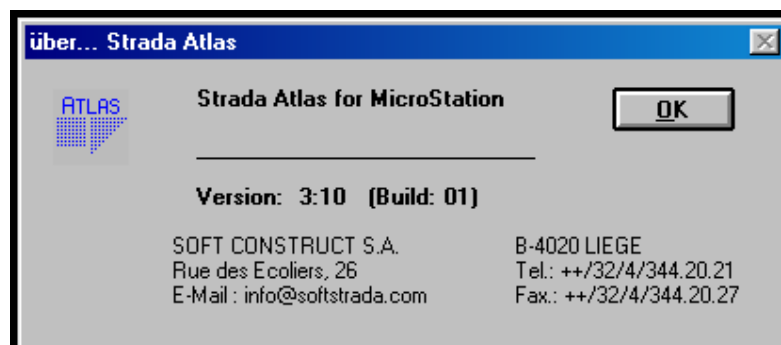 über... Strada Atlas
ATLAS
Strada Atlas for MicroStation
OK
Version: 3:10 (Build: 01)
SOFT CONSTRUCT S.A.
B-4020 LIEGE
Rue des Ecoliers, 26
Tel.: ++/32/4/344.20.21
E-Mail : info@softstrada.com
Fax.: ++/32/4/344.20.27